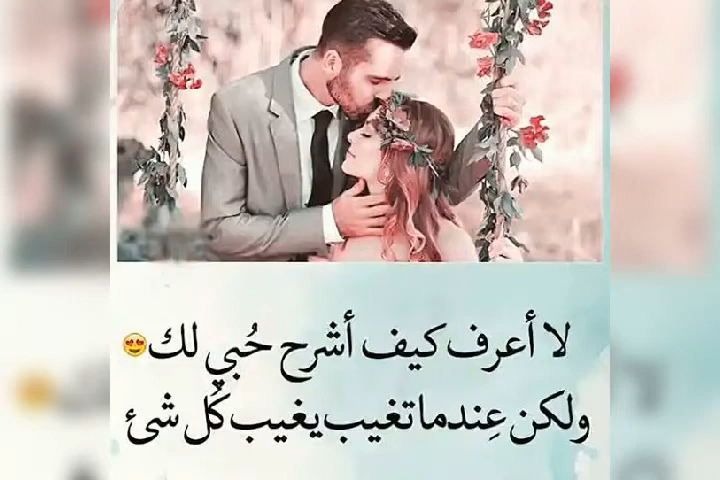 لا أعرف كيف أشرح حُبي لك😍
ولكن عِندما تغيب يغيب كُل شئ